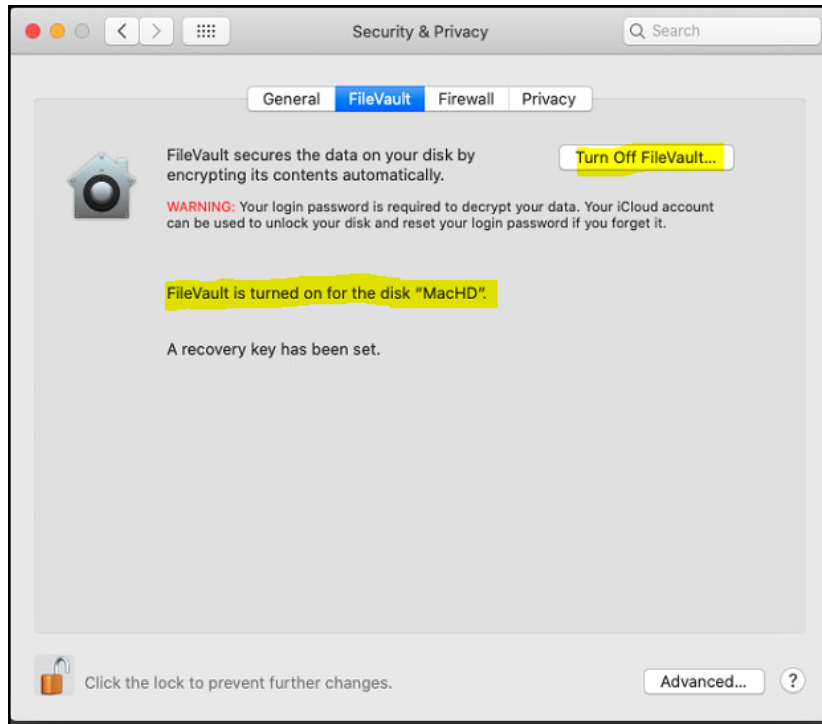 Security & Privacy
Search
General FileVault Firewall Privacy
FileVault secures the data on your disk by
encrypting its contents automatically.
Turn Off FileVault...
WARNING: Your login password is required to decrypt your data. Your iCloud account
can be used to unlock your disk and reset your login password if you forget it.
FileVault is turned on for the disk “MacHD”.
A recovery key has been set.
Click the lock to prevent further changes.
Advanced...
?